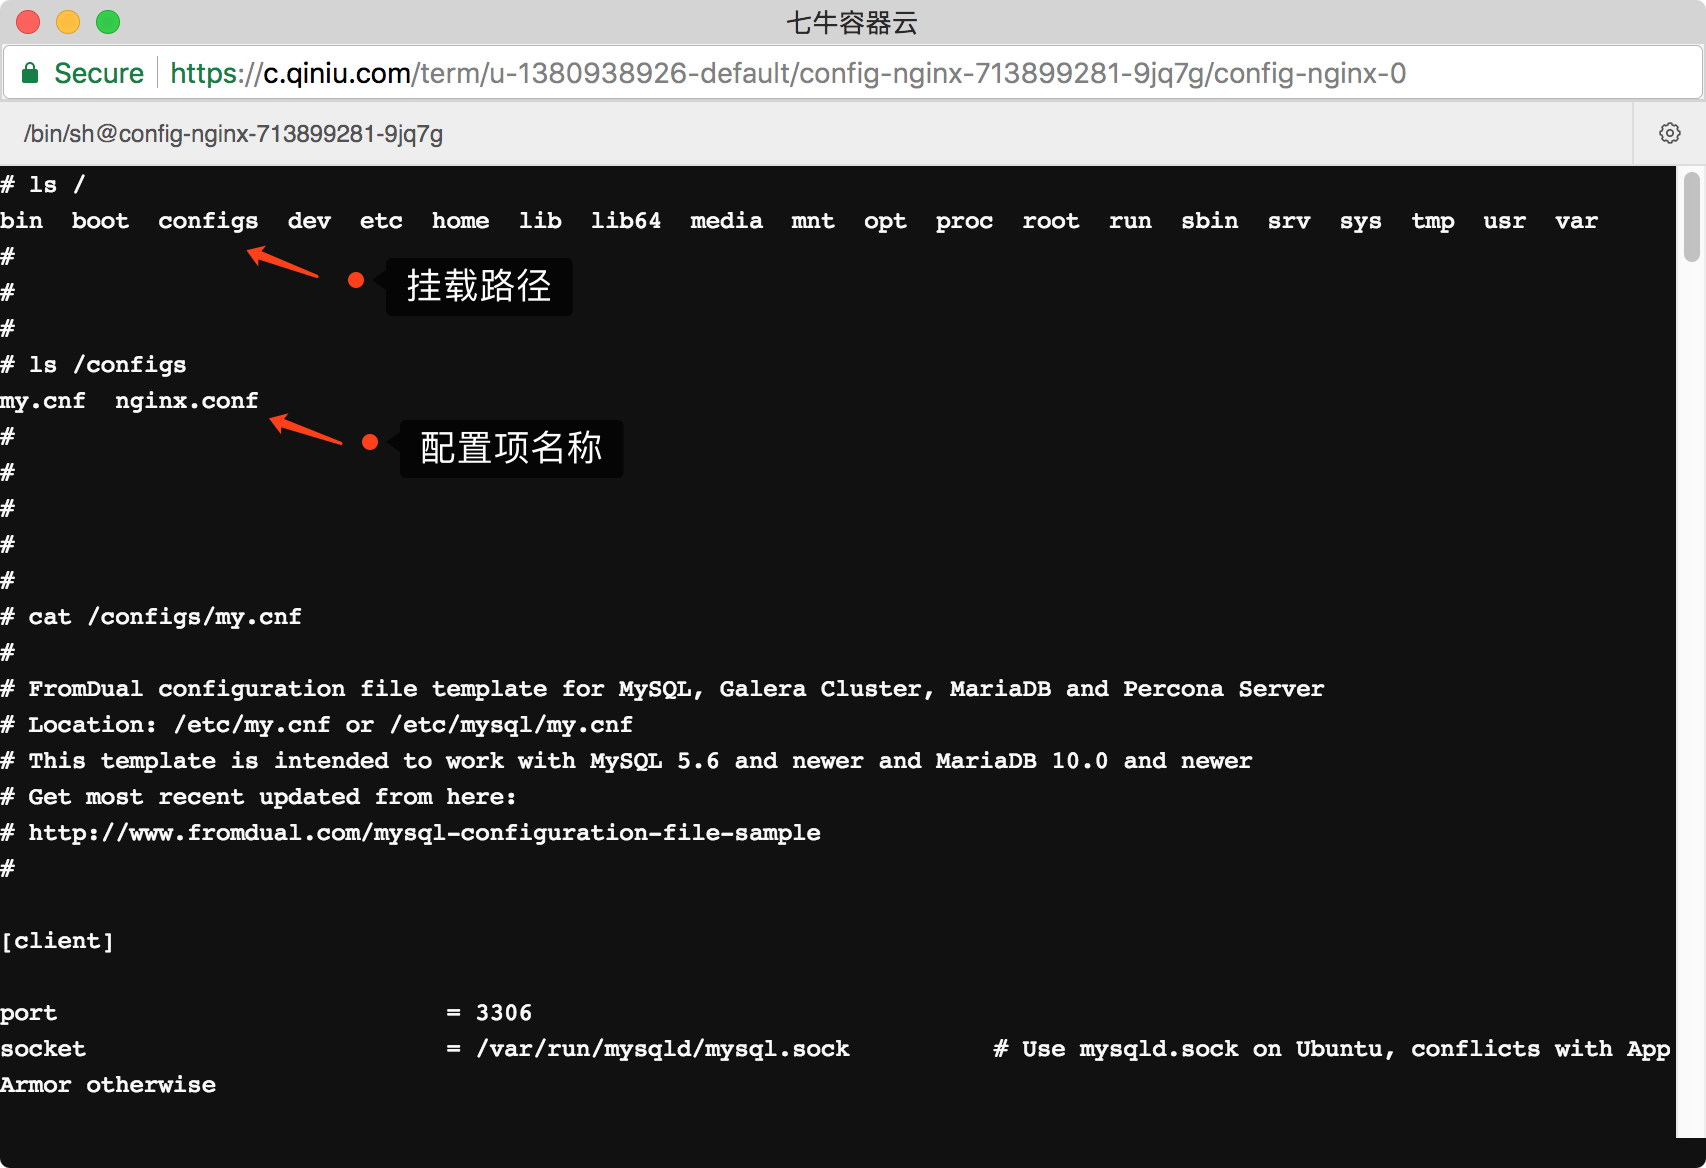 七牛容器云
Secure https://c.qiniu.com/term/u-1380938926-default/config-nginx-713899281-9jq7g/config-nginx-0
/bin/sh@config-nginx-713899281-9jq7g
# ls /
bin  boot  configs  dev  etc  home  lib  lib64  media  mnt  opt  proc  root  run  sbin  srv  sys  tmp  usr  var
#
挂载路径
#
#
# ls /configs
my.cnf  nginx.conf
#
配置项名称
#
#
#
#
# cat /configs/my.cnf
#
# FromDual configuration file template for MySQL, Galera Cluster, MariaDB and Percona Server
# Location: /etc/my.cnf or /etc/mysql/my.cnf
# This template is intended to work with MySQL 5.6 and newer and MariaDB 10.0 and newer
# Get most recent updated from here:
# http://www.fromdual.com/mysql-configuration-file-sample
#
[client]
port                           = 3306
socket                         = /var/run/mysqld/mysql.sock          # Use mysqld.sock on Ubuntu, conflicts with App
Armor otherwise